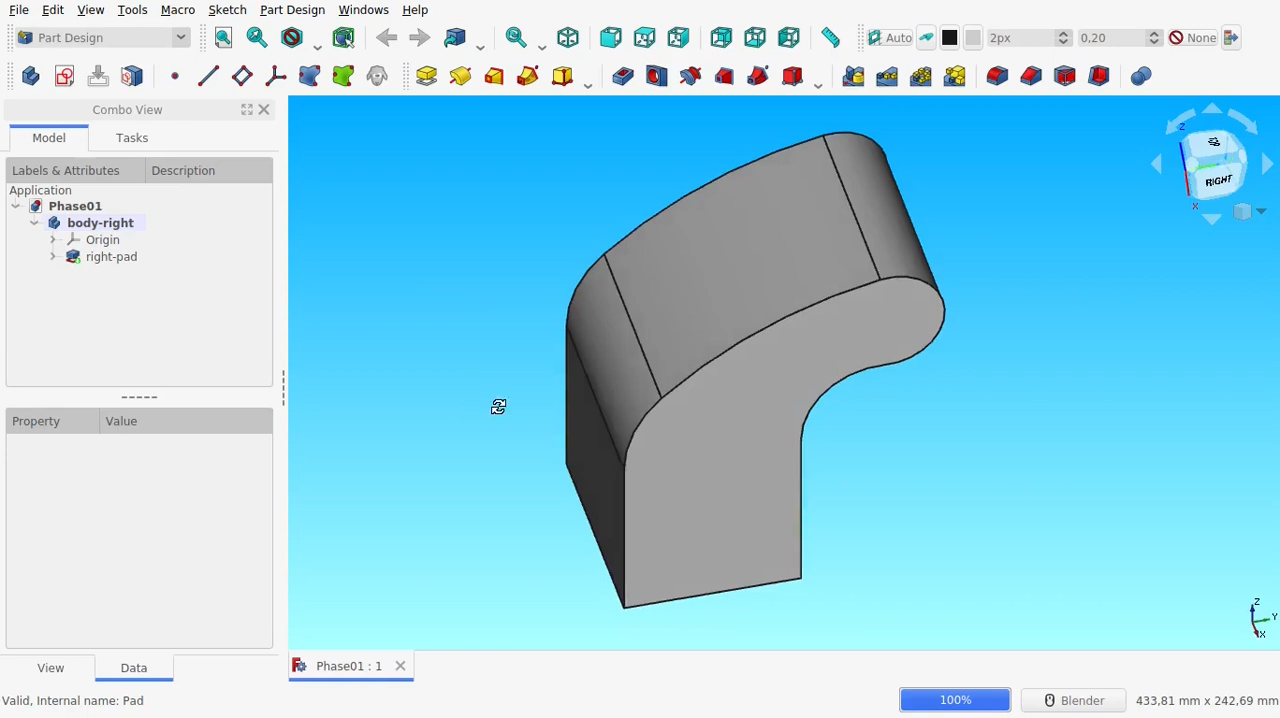 File Edit View Tools Macro Sketch Part Design Windows Help
Part Design Auto 2px 0,20 None
Combo View
Model Tasks
Labels & Attributes Description
Application
Phase01
body-right
Origin
right-pad
Property Value
View Data
Z
RIGHT
X
Z
Y
X
Phase01 : 1
Valid, Internal name: Pad 100% Blender 433,81 mm x 242,69 mm